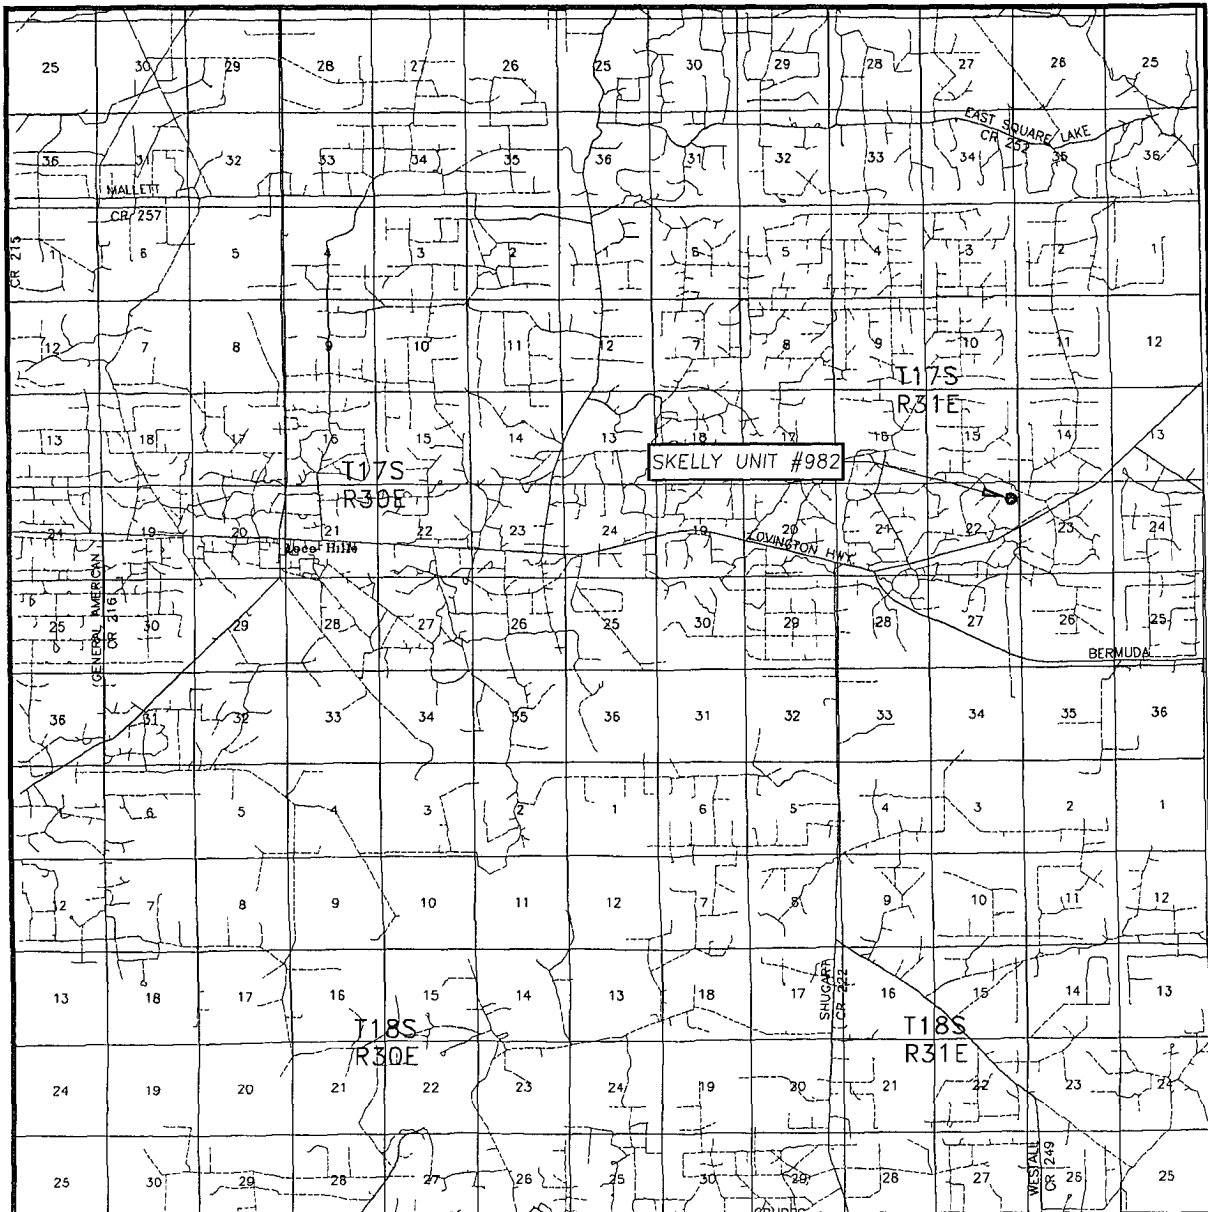 25 30 29 28 27 26 25 30 29 28 27 26 25
EAST SQUARE LAKE
CR 252
36 31 32 33 34 35 36 31 32 33 34 35 36
MALLETT
CR 257
CR 215
1 6 5 4 3 2 1 6 5 4 3 2 1
12 7 8 9 10 11 12 7 8 9 10 11 12
T17S
R31E
13 18 17 16 15 14 13 18 17 16 15 14 13
SKELLY UNIT #982
T17S
R30E
24 19 20 21 22 23 24 19 20 21 22 23 24
LOVINGTON HWY
Loco Hills
GENERAL AMERICAN
CR 216
25 30 29 28 27 26 25 30 29 28 27 26 25
BERMUDA
36 31 32 33 34 35 36 31 32 33 34 35 36
6 5 4 3 2 1 6 5 4 3 2 1
12 7 8 9 10 11 12 7 8 9 10 11 12
SHUGART
CR 222
13 18 17 16 15 14 13 18 17 16 15 14 13
T18S
R30E
T18S
R31E
24 19 20 21 22 23 24 19 20 21 22 23 24
WESTALL
CR 249
25 30 29 28 27 26 25 30 29 28 27 26 25